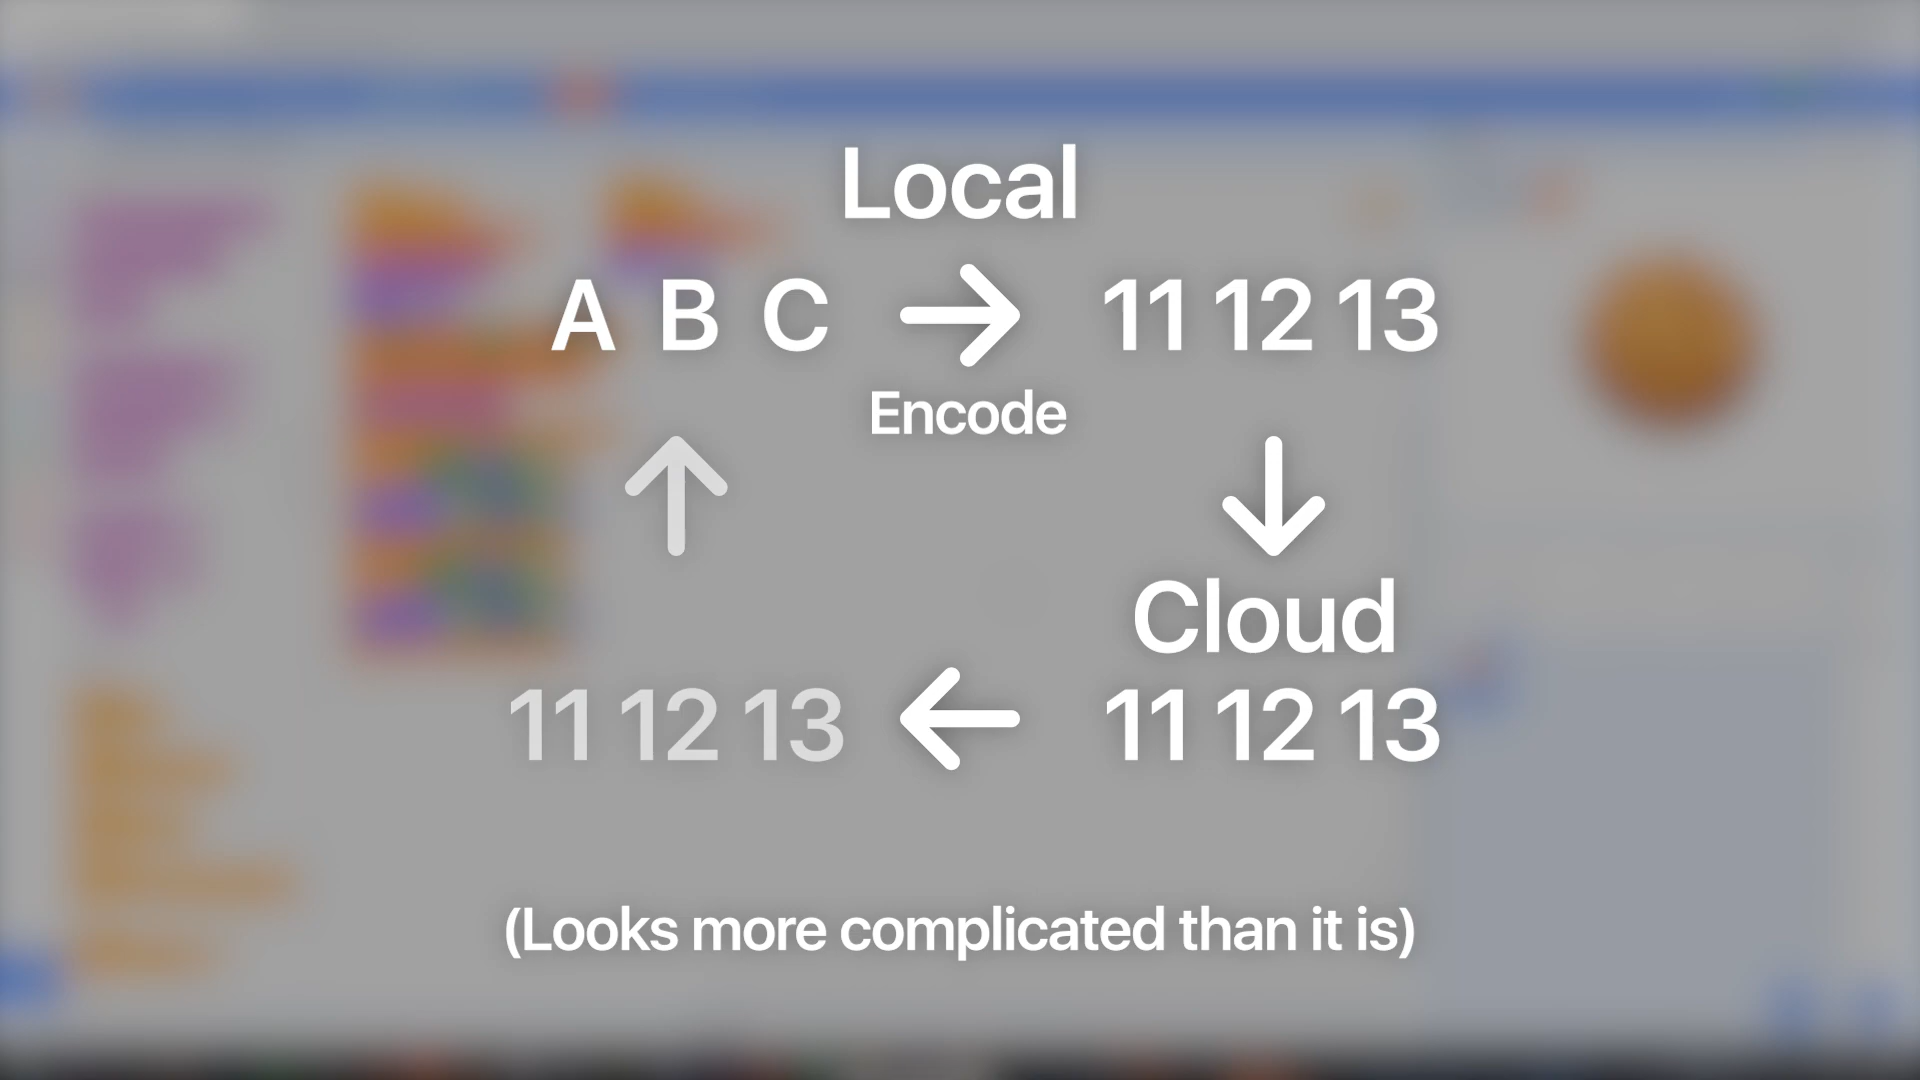 Local
A B C → 11 12 13
Encode
↑ ↓
Cloud
11 12 13 ← 11 12 13
(Looks more complicated than it is)